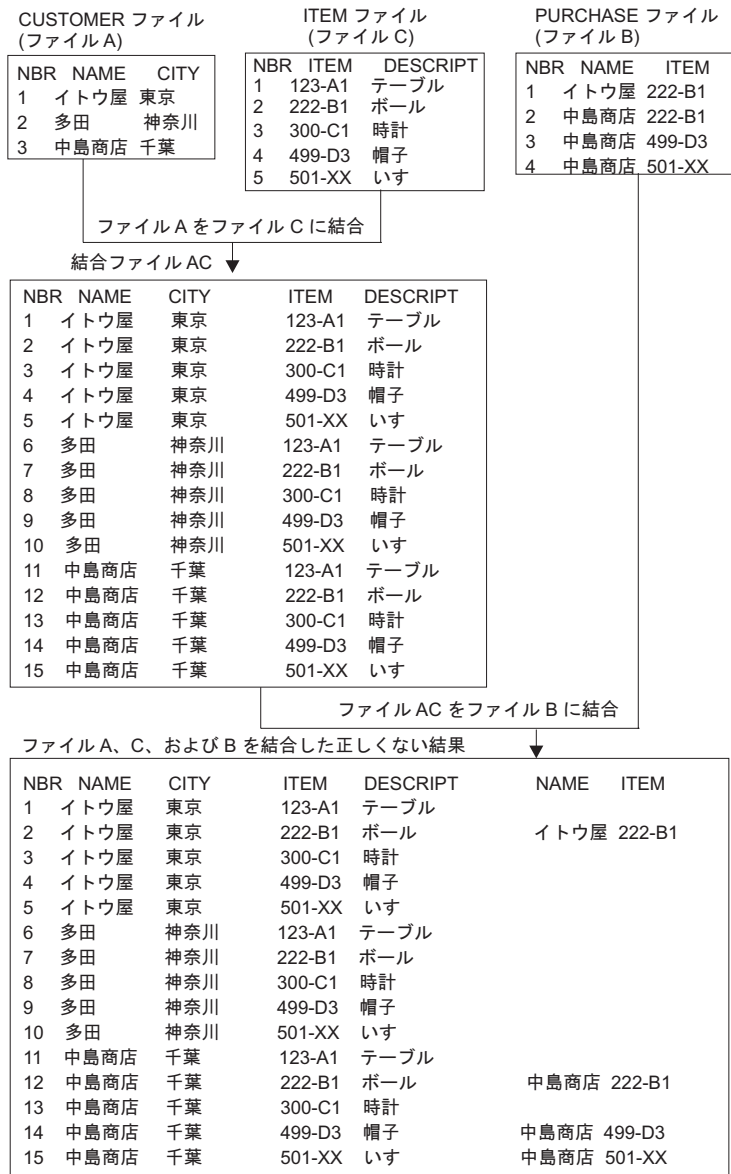 CUSTOMER ファイル
(ファイル A)
NBR NAME CITY
1 イトウ屋 東京
2 多田 神奈川
3 中島商店 千葉
ITEM ファイル
(ファイル C)
NBR ITEM DESCRIPT
1 123-A1 テーブル
2 222-B1 ボール
3 300-C1 時計
4 499-D3 帽子
5 501-XX いす
PURCHASE ファイル
(ファイル B)
NBR NAME ITEM
1 イトウ屋 222-B1
2 中島商店 222-B1
3 中島商店 499-D3
4 中島商店 501-XX
ファイル A をファイル C に結合
結合ファイル AC
NBR NAME CITY ITEM DESCRIPT
1 イトウ屋 東京 123-A1 テーブル
2 イトウ屋 東京 222-B1 ボール
3 イトウ屋 東京 300-C1 時計
4 イトウ屋 東京 499-D3 帽子
5 イトウ屋 東京 501-XX いす
6 多田 神奈川 123-A1 テーブル
7 多田 神奈川 222-B1 ボール
8 多田 神奈川 300-C1 時計
9 多田 神奈川 499-D3 帽子
10 多田 神奈川 501-XX いす
11 中島商店 千葉 123-A1 テーブル
12 中島商店 千葉 222-B1 ボール
13 中島商店 千葉 300-C1 時計
14 中島商店 千葉 499-D3 帽子
15 中島商店 千葉 501-XX いす
ファイル AC をファイル B に結合
ファイル A、C、および B を結合した正しくない結果
NBR NAME CITY ITEM DESCRIPT NAME ITEM
1 イトウ屋 東京 123-A1 テーブル
2 イトウ屋 東京 222-B1 ボール イトウ屋 222-B1
3 イトウ屋 東京 300-C1 時計
4 イトウ屋 東京 499-D3 帽子
5 イトウ屋 東京 501-XX いす
6 多田 神奈川 123-A1 テーブル
7 多田 神奈川 222-B1 ボール
8 多田 神奈川 300-C1 時計
9 多田 神奈川 499-D3 帽子
10 多田 神奈川 501-XX いす
11 中島商店 千葉 123-A1 テーブル
12 中島商店 千葉 222-B1 ボール 中島商店 222-B1
13 中島商店 千葉 300-C1 時計
14 中島商店 千葉 499-D3 帽子 中島商店 499-D3
15 中島商店 千葉 501-XX いす 中島商店 501-XX